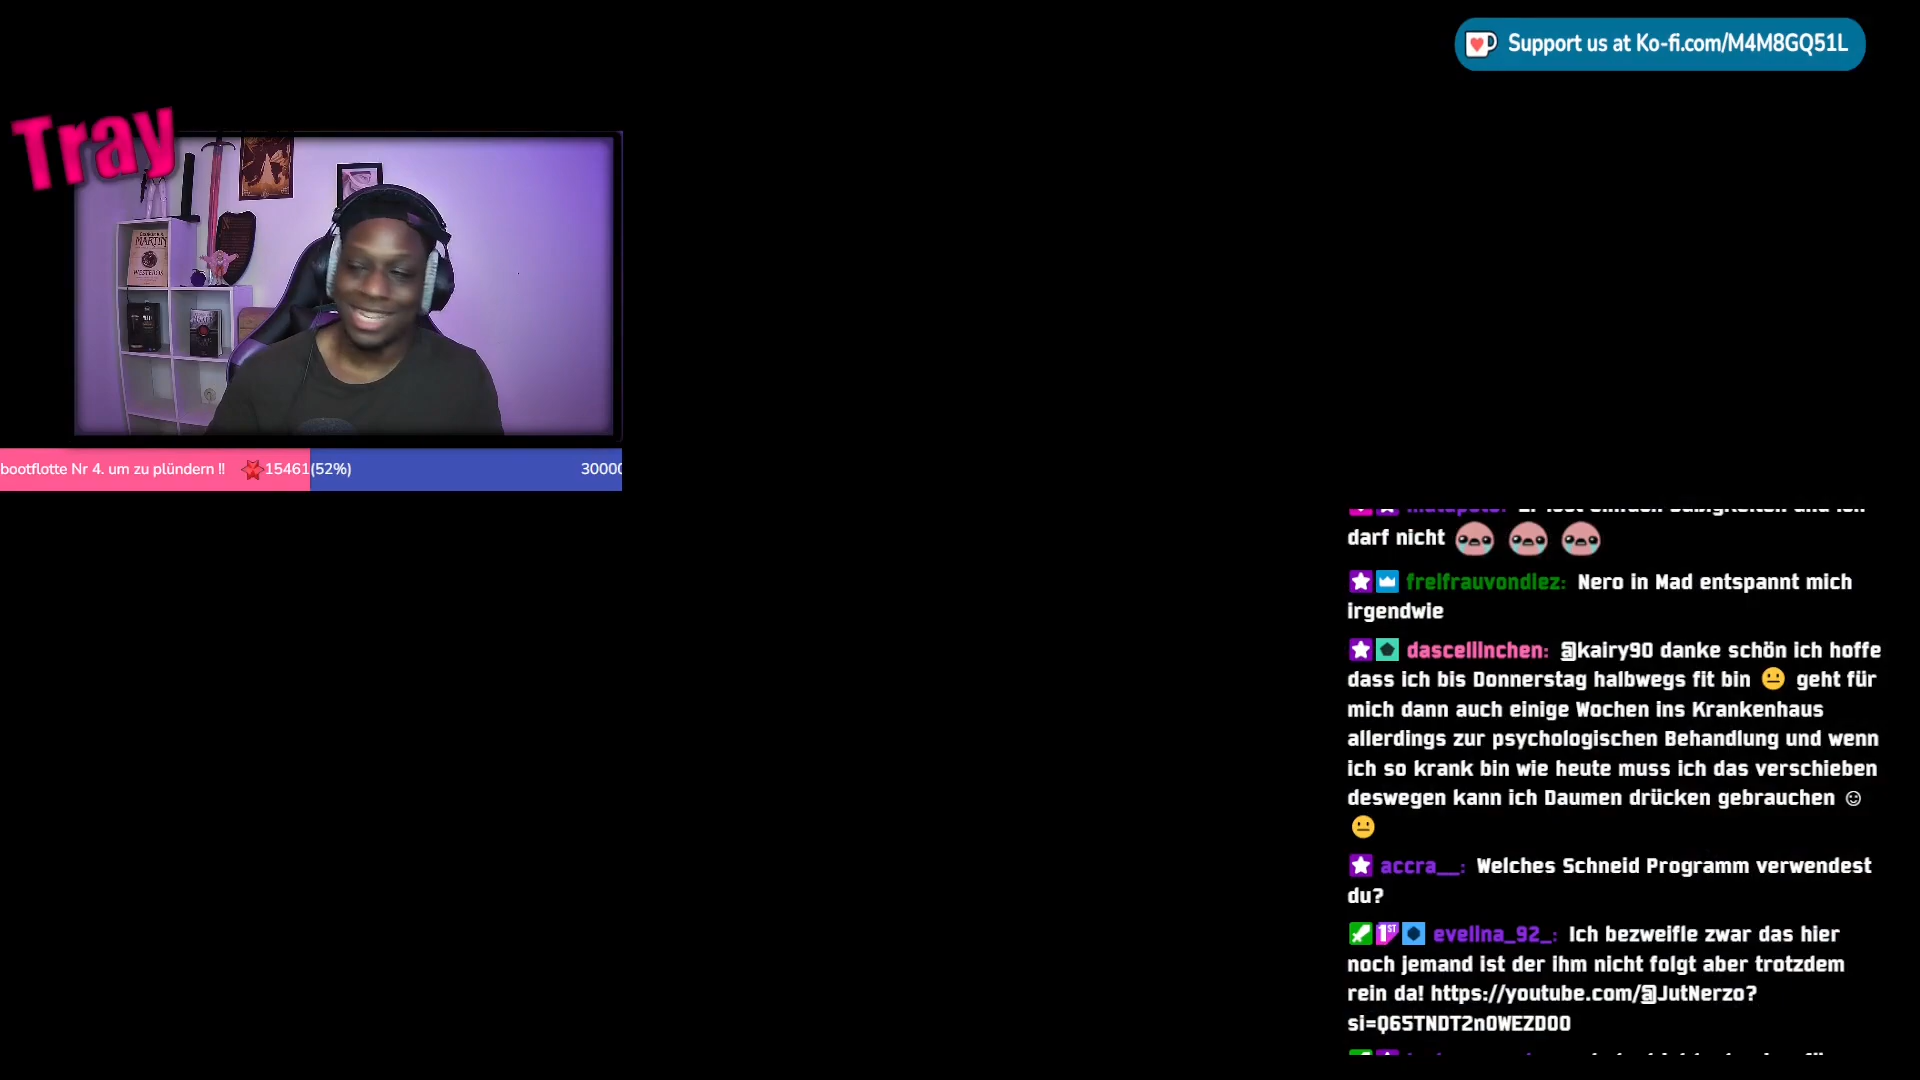 Support us at Ko-fi.com/M4M8GQ51L
Tray
MARTIN
WESTEROS
bootflotte Nr 4. um zu plündern !! 15461(52%) 30000
darf nicht
freifrauvondiez: Nero in Mad entspannt mich
irgendwie
dascellinchen: @kairy90 danke schön ich hoffe
dass ich bis Donnerstag halbwegs fit bin 😐 geht für
mich dann auch einige Wochen ins Krankenhaus
allerdings zur psychologischen Behandlung und wenn
ich so krank bin wie heute muss ich das verschieben
deswegen kann ich Daumen drücken gebrauchen ☺
😐
accra__: Welches Schneid Programm verwendest
du?
evelina_92_: Ich bezweifle zwar das hier
noch jemand ist der ihm nicht folgt aber trotzdem
rein da! https://youtube.com/@JutNerzo?
si=Q65TNDT2n0WEZD0O